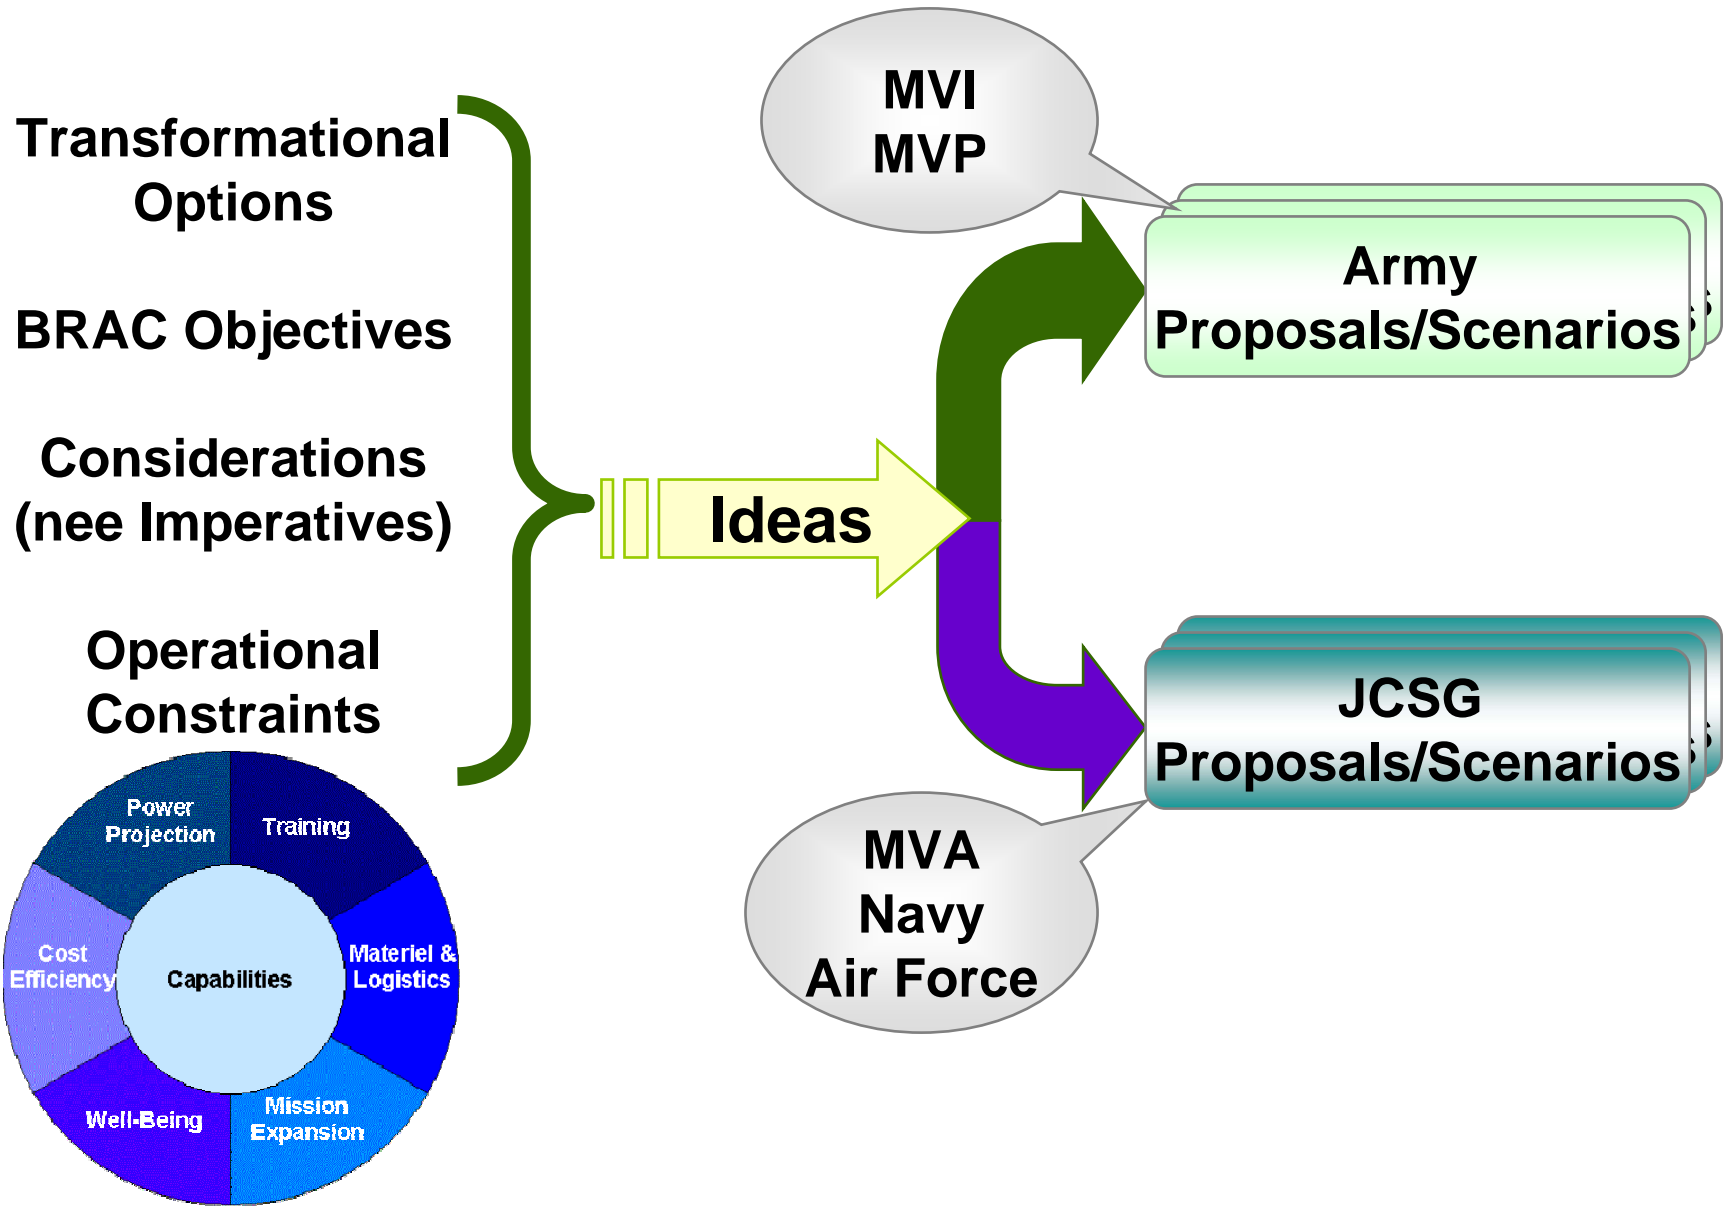 Transformational
Options
BRAC Objectives
Considerations
(nee Imperatives)
Operational
Constraints
Power
Projection
Training
Cost
Efficiency
Capabilities
Materiel &
Logistics
Well-Being
Mission
Expansion
Ideas
MVI
MVP
Army
Proposals/Scenarios
JCSG
Proposals/Scenarios
MVA
Navy
Air Force